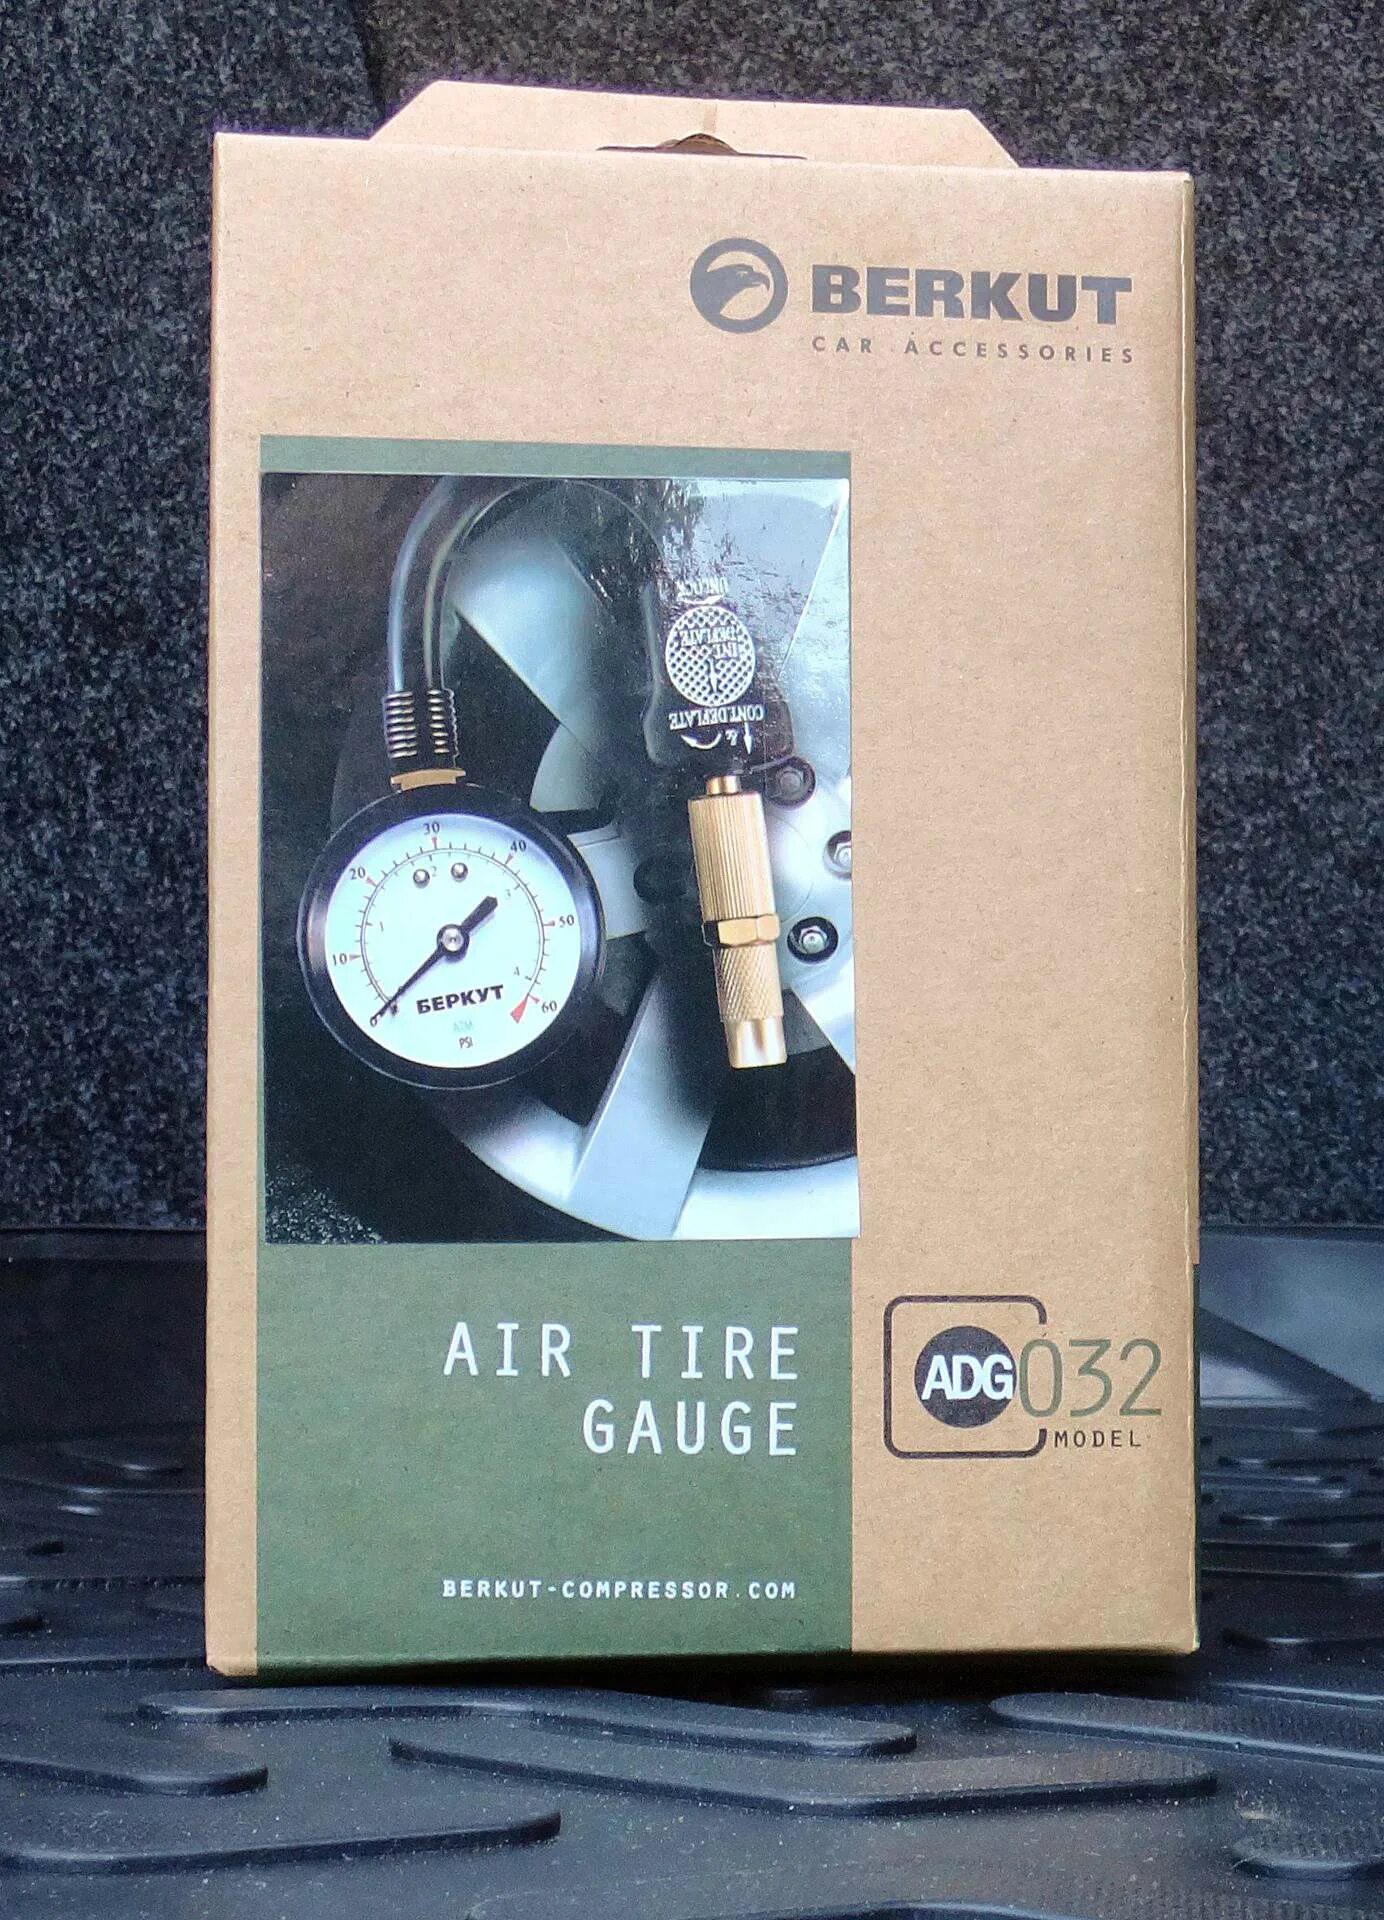 BERKUT
CAR ACCESSORIES
UNLOCK
INT.
DEFLATE
CONT.DEFLATE
&
0
10
20
30
40
50
60
1
2
3
4
БЕРКУТ
ATM
PSI
AIR TIRE
GAUGE
ADG032
MODEL
BERKUT-COMPRESSOR.COM